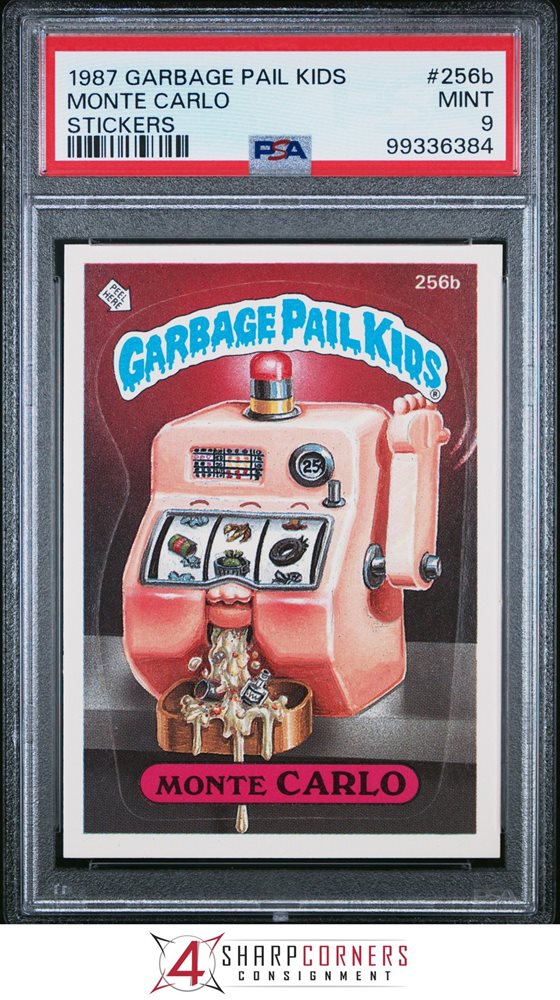 1987 GARBAGE PAIL KIDS #256b
MONTE CARLO MINT
STICKERS 9
PSA 99336384
PEEL
HERE
256b
GARBAGE PAIL KIDS®
25¢
MONTE CARLO
PSA
4 SHARPCORNERS
CONSIGNMENT